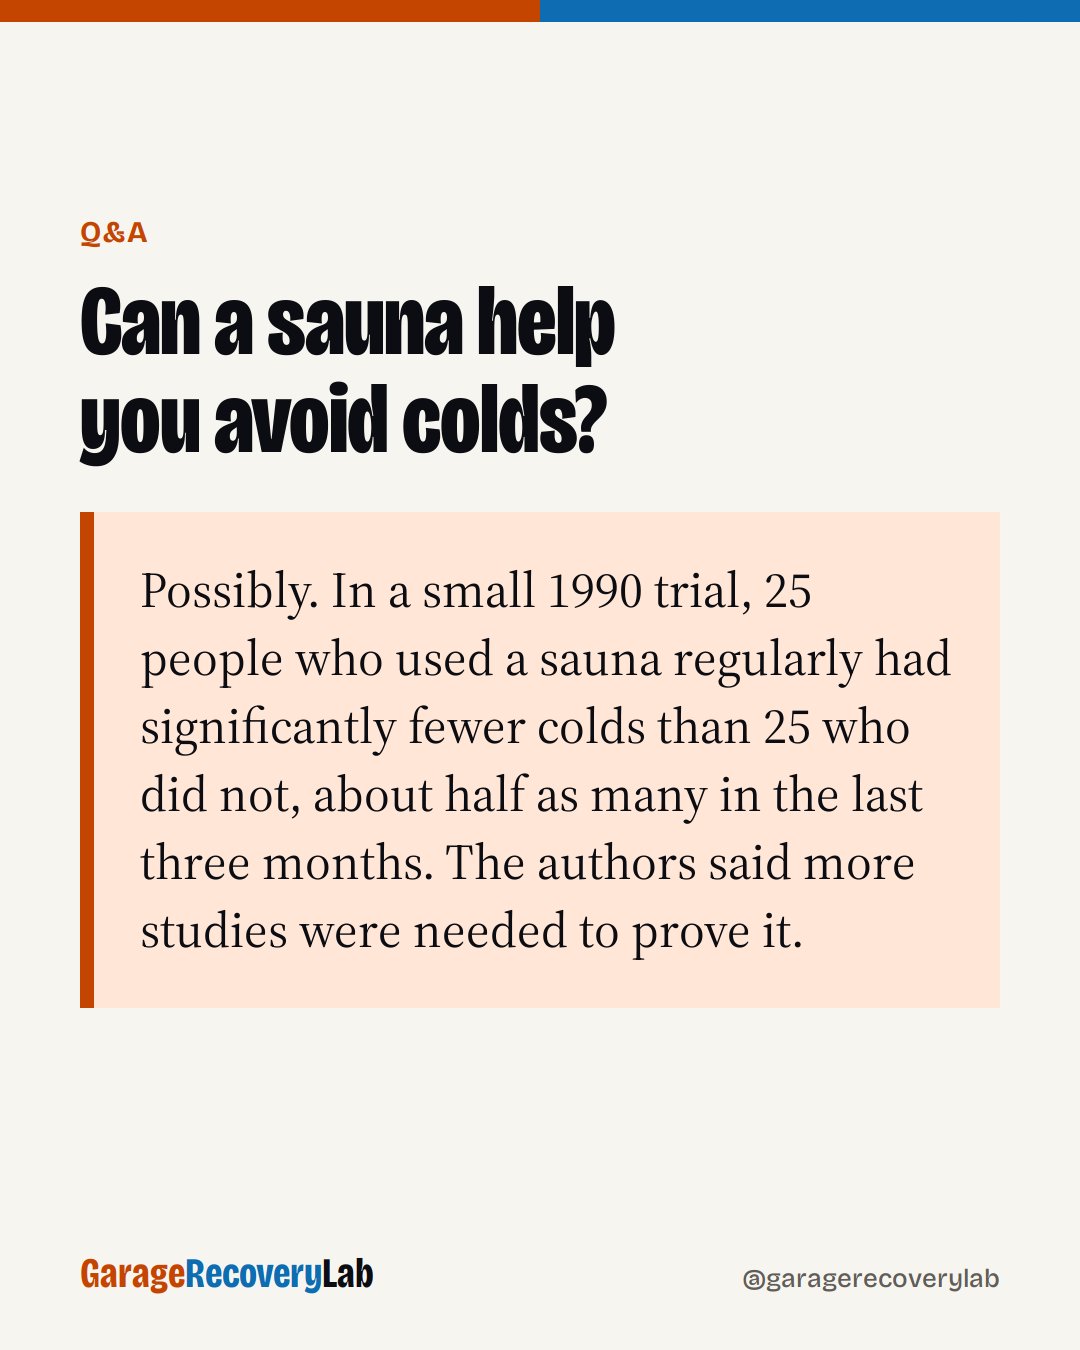 Q&A
Can a sauna help
you avoid colds?
Possibly. In a small 1990 trial, 25
people who used a sauna regularly had
significantly fewer colds than 25 who
did not, about half as many in the last
three months. The authors said more
studies were needed to prove it.
GarageRecoveryLab
@garagerecoverylab